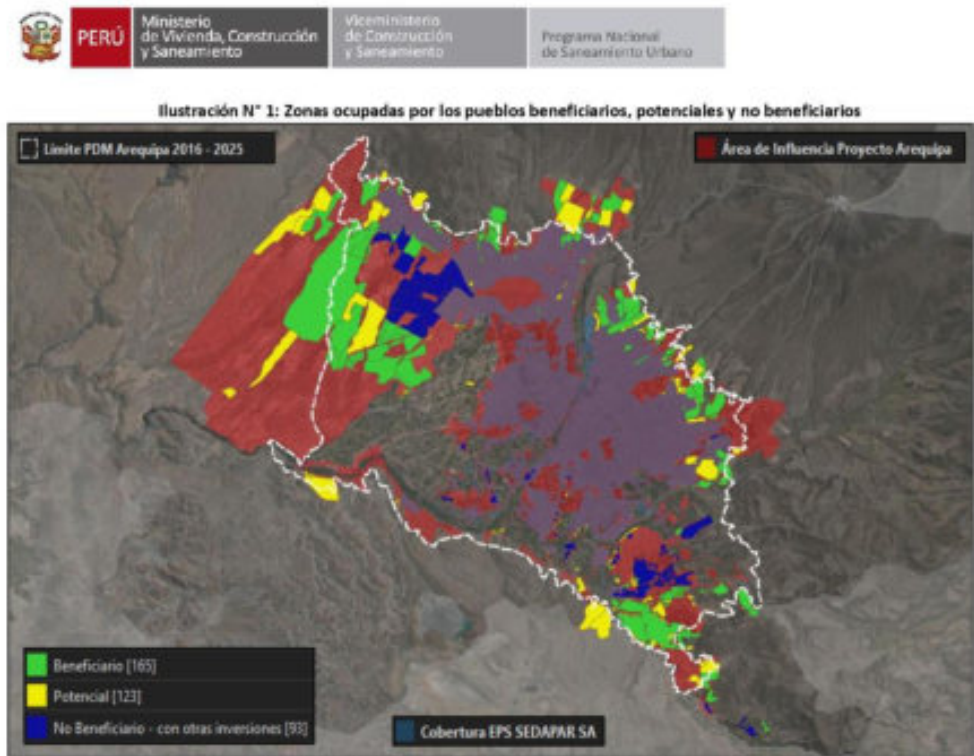 PERÚ
Ministerio
de Vivienda, Construcción
y Saneamiento
Viceministerio
de Construcción
y Saneamiento
Programa Nacional
de Saneamiento Urbano
Ilustración N° 1: Zonas ocupadas por los pueblos beneficiarios, potenciales y no beneficiarios
Límite PDM Arequipa 2016 - 2025
Área de Influencia Proyecto Arequipa
Beneficiario [165]
Potencial [123]
No Beneficiario - con otras inversiones [93]
Cobertura EPS SEDAPAR SA